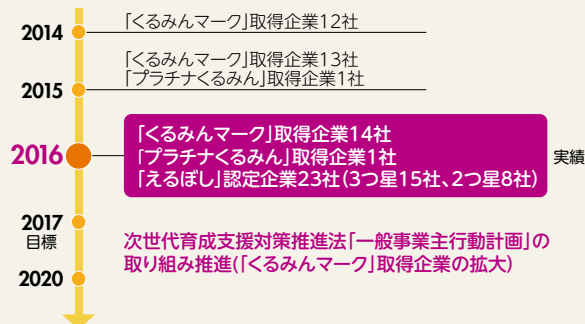 2014
「くるみんマーク」取得企業12社
2015
「くるみんマーク」取得企業13社
「プラチナくるみん」取得企業1社
2016
「くるみんマーク」取得企業14社
「プラチナくるみん」取得企業1社
「えるぼし」認定企業23社(3つ星15社、2つ星8社)
実績
2017
目標
2020
次世代育成支援対策推進法「一般事業主行動計画」の
取り組み推進(「くるみんマーク」取得企業の拡大)